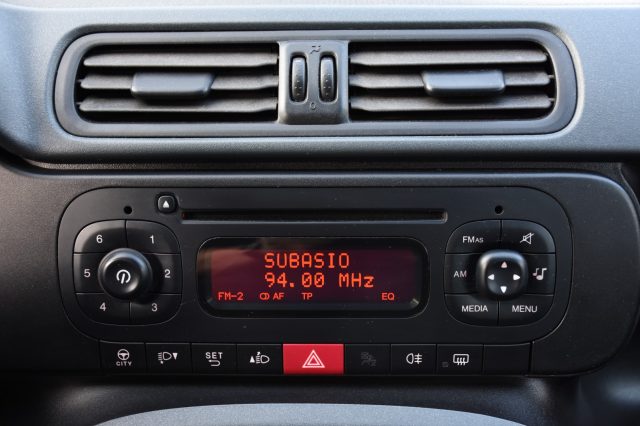 6 1
5 2
4 3
SUBASIO
94.00 MHz
FM-2 AF TP EQ
FMAS
AM
MEDIA MENU
CITY
SET